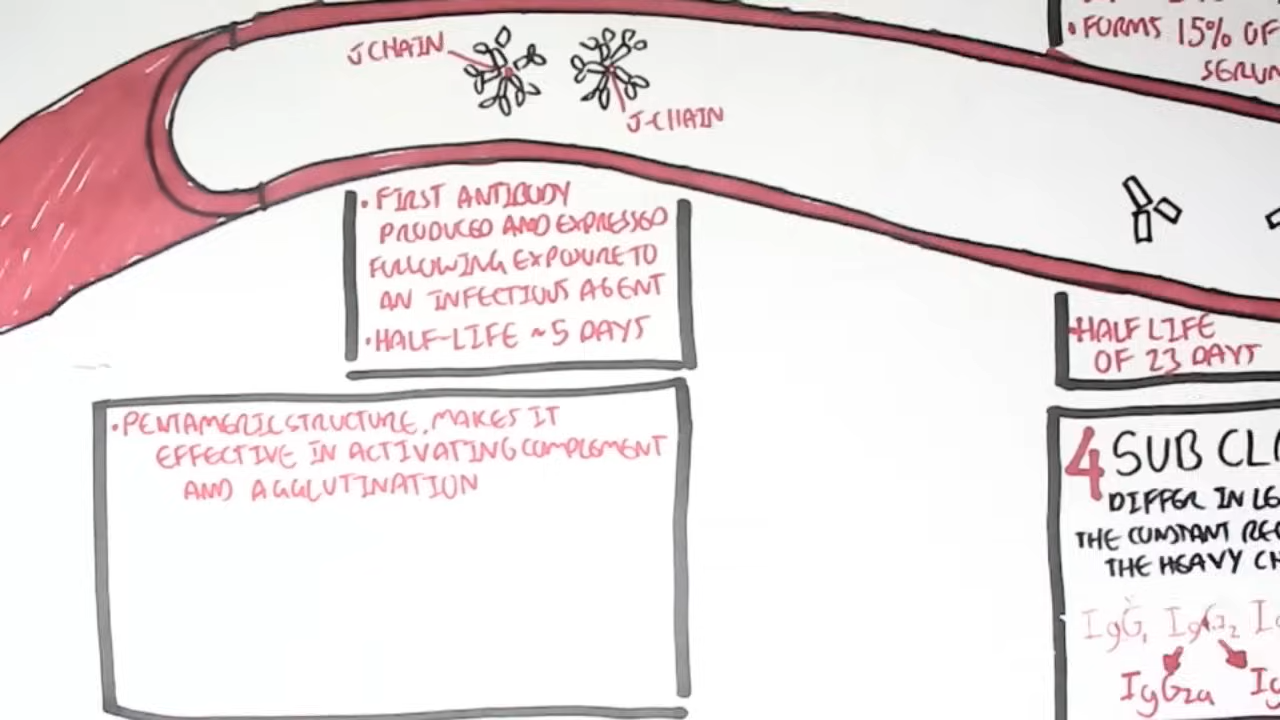 J CHAIN
J-CHAIN
• FORMS 15% OF
SERUM
• FIRST ANTIBODY
PRODUCED AND EXPRESSED
FOLLOWING EXPOSURE TO
AN INFECTIOUS AGENT
• HALF-LIFE ~5 DAYS
• HALF LIFE
OF 23 DAYS
• PENTAMERIC STRUCTURE, MAKES IT
EFFECTIVE IN ACTIVATING COMPLEMENT
AND AGGLUTINATION
4 SUB CL
DIFFER IN LE
THE CONSTANT RE
THE HEAVY CH
IgG1 IgG2 Ig
IgG2a Ig